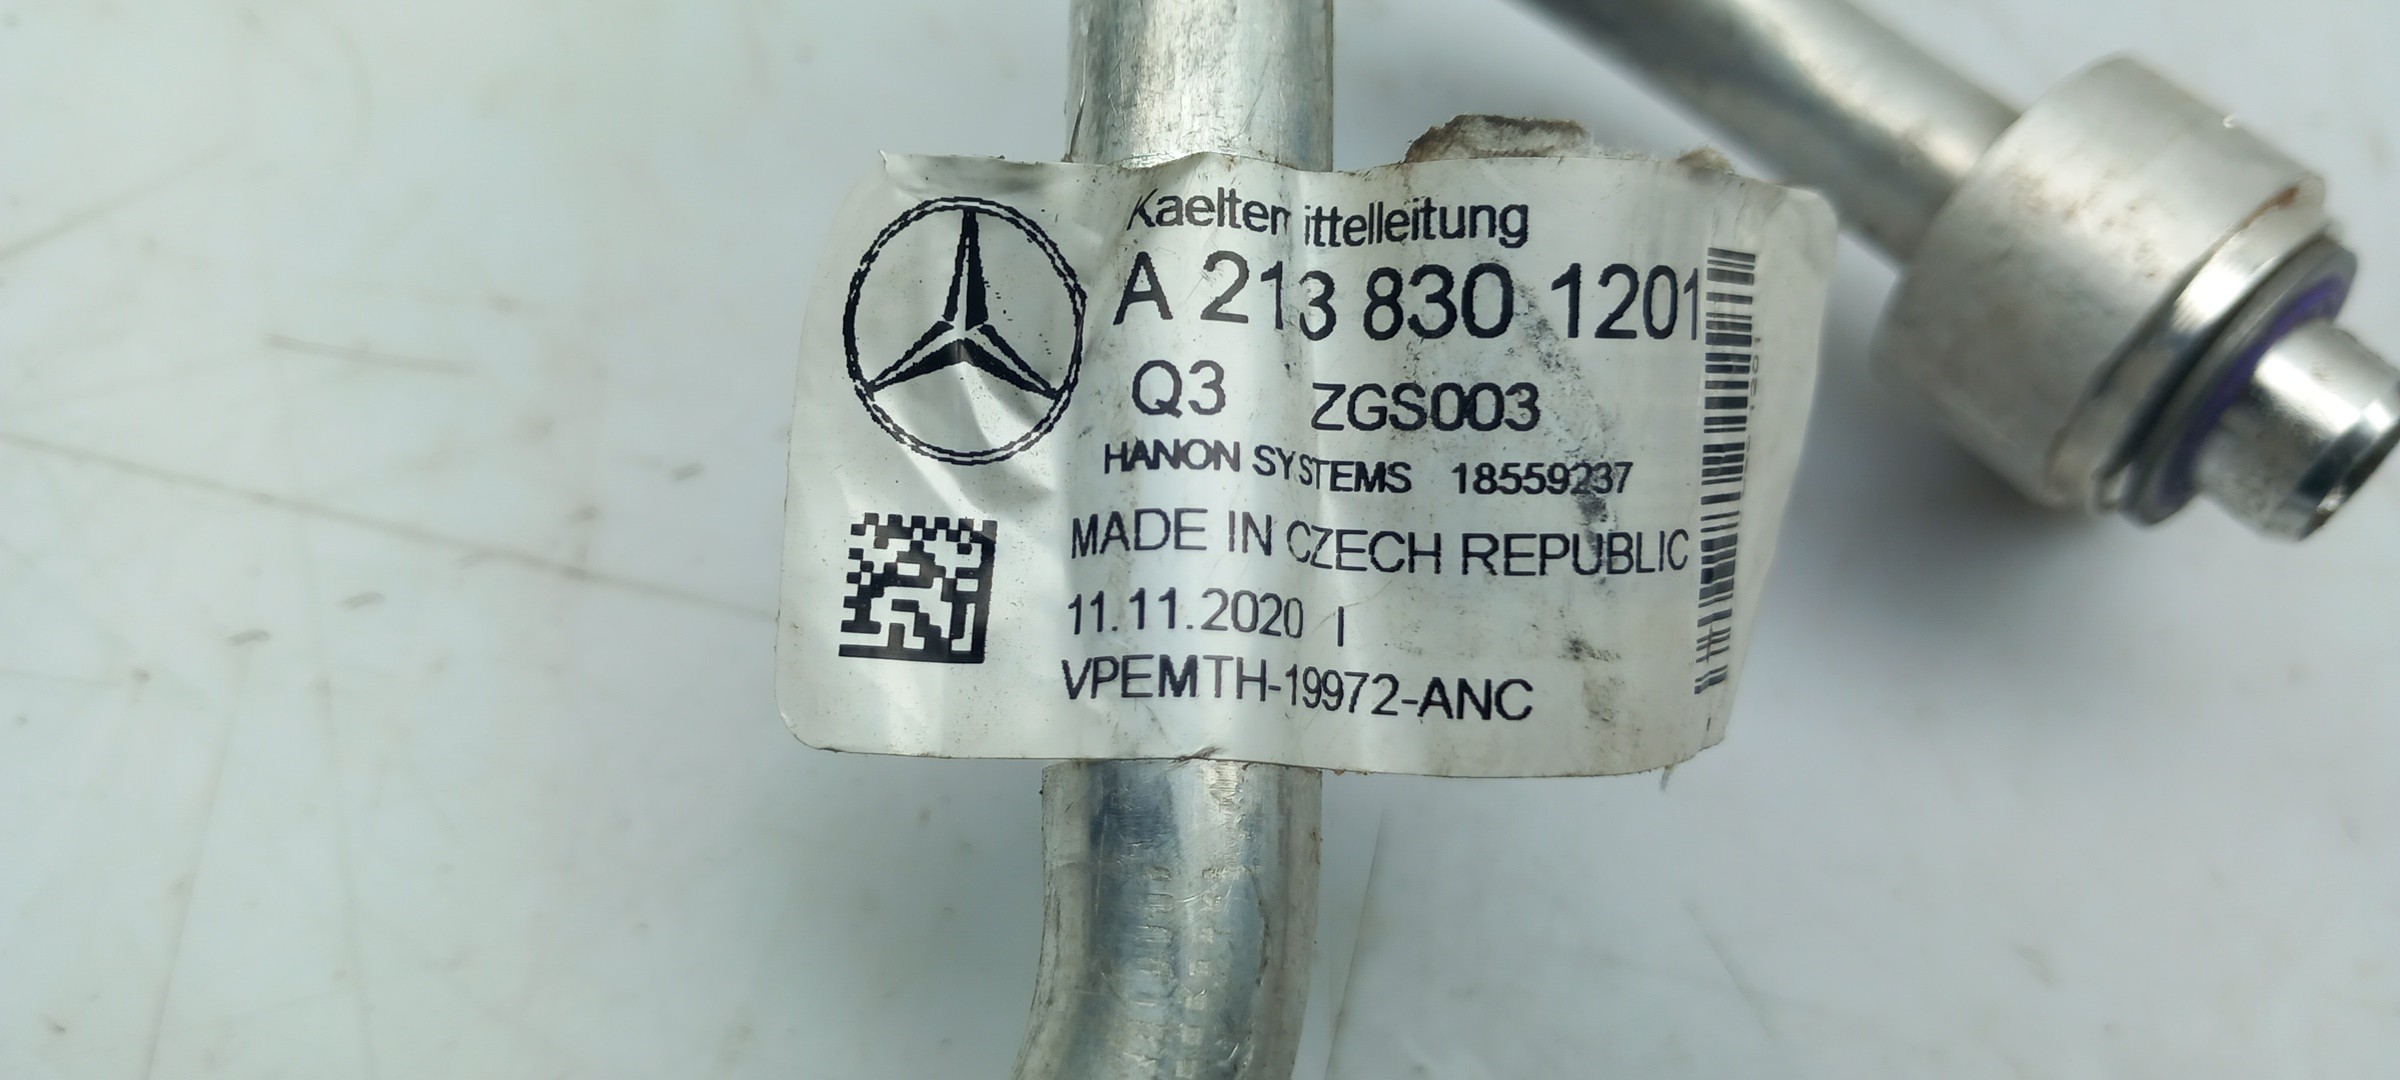 Kaeltemittelleitung
A 213 830 1201
Q3 ZGS003
HANON SYSTEMS 18559237
MADE IN CZECH REPUBLIC
11.11.2020 I
VPEMTH-19972-ANC